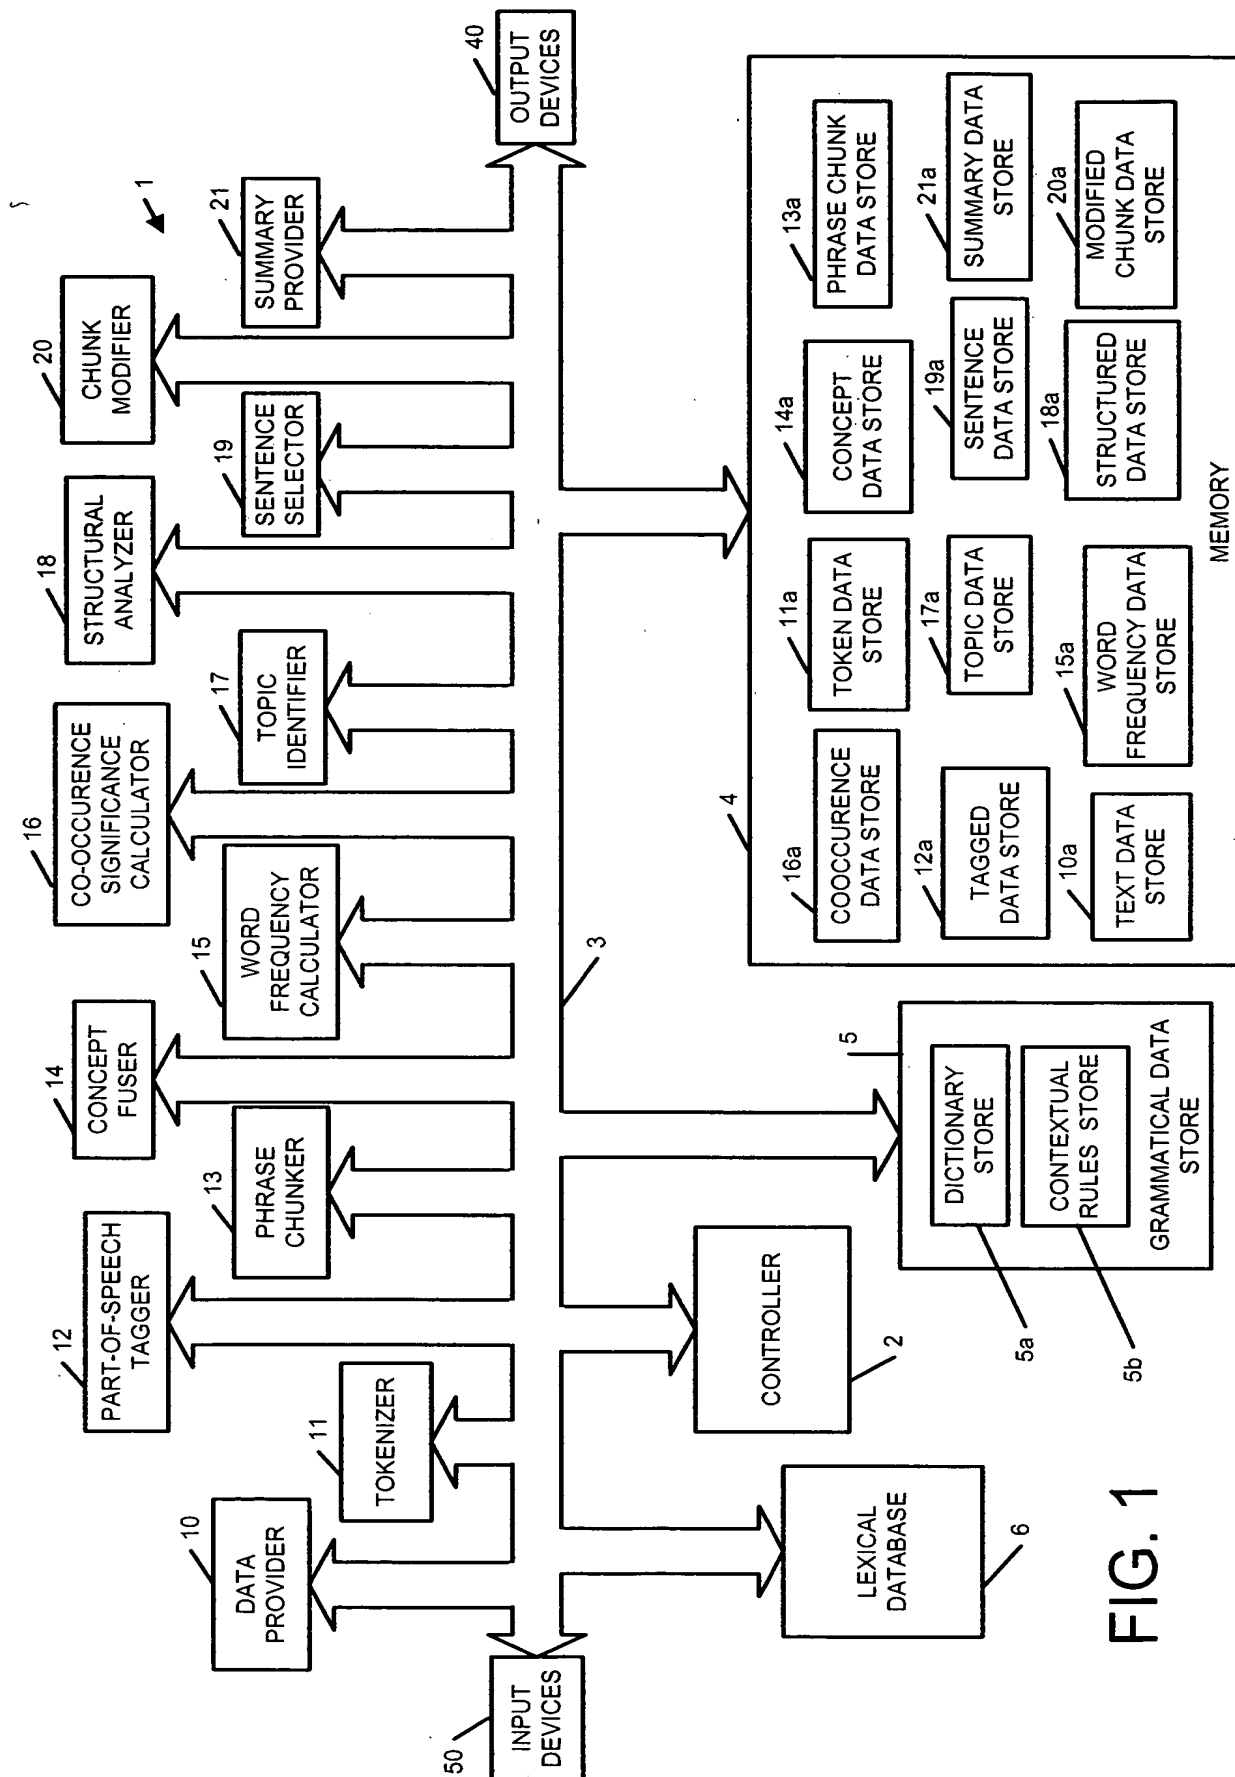 1
20
CHUNK
MODIFIER
21
SUMMARY
PROVIDER
40
OUTPUT
DEVICES
18
STRUCTURAL
ANALYZER
19
SENTENCE
SELECTOR
16
CO-OCCURENCE
SIGNIFICANCE
CALCULATOR
17
TOPIC
IDENTIFIER
14
CONCEPT
FUSER
15
WORD
FREQUENCY
CALCULATOR
12
PART-OF-SPEECH
TAGGER
13
PHRASE
CHUNKER
10
DATA
PROVIDER
11
TOKENIZER
50
INPUT
DEVICES
3
LEXICAL
DATABASE
6
CONTROLLER
2
5
DICTIONARY
STORE
5a
CONTEXTUAL
RULES STORE
5b
GRAMMATICAL DATA
STORE
4
16a
COOCCURENCE
DATA STORE
11a
TOKEN DATA
STORE
14a
CONCEPT
DATA STORE
13a
PHRASE CHUNK
DATA STORE
12a
TAGGED
DATA STORE
17a
TOPIC DATA
STORE
19a
SENTENCE
DATA STORE
21a
SUMMARY DATA
STORE
10a
TEXT DATA
STORE
15a
WORD
FREQUENCY DATA
STORE
18a
STRUCTURED
DATA STORE
20a
MODIFIED
CHUNK DATA
STORE
MEMORY
FIG. 1